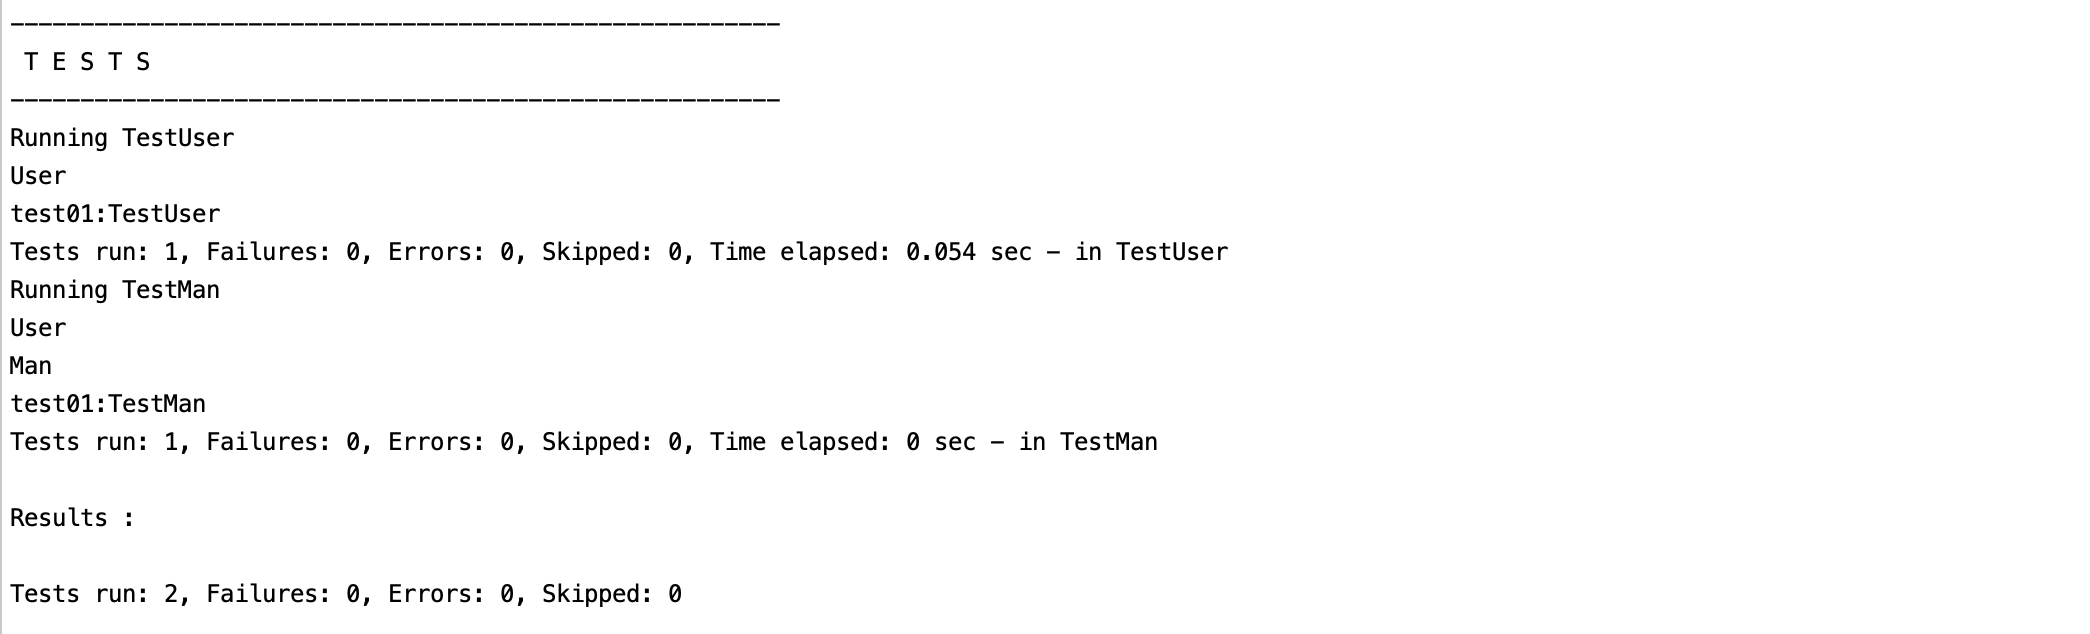 -------------------------------------------------------
 T E S T S
-------------------------------------------------------
Running TestUser
User
test01:TestUser
Tests run: 1, Failures: 0, Errors: 0, Skipped: 0, Time elapsed: 0.054 sec - in TestUser
Running TestMan
User
Man
test01:TestMan
Tests run: 1, Failures: 0, Errors: 0, Skipped: 0, Time elapsed: 0 sec - in TestMan

Results :

Tests run: 2, Failures: 0, Errors: 0, Skipped: 0